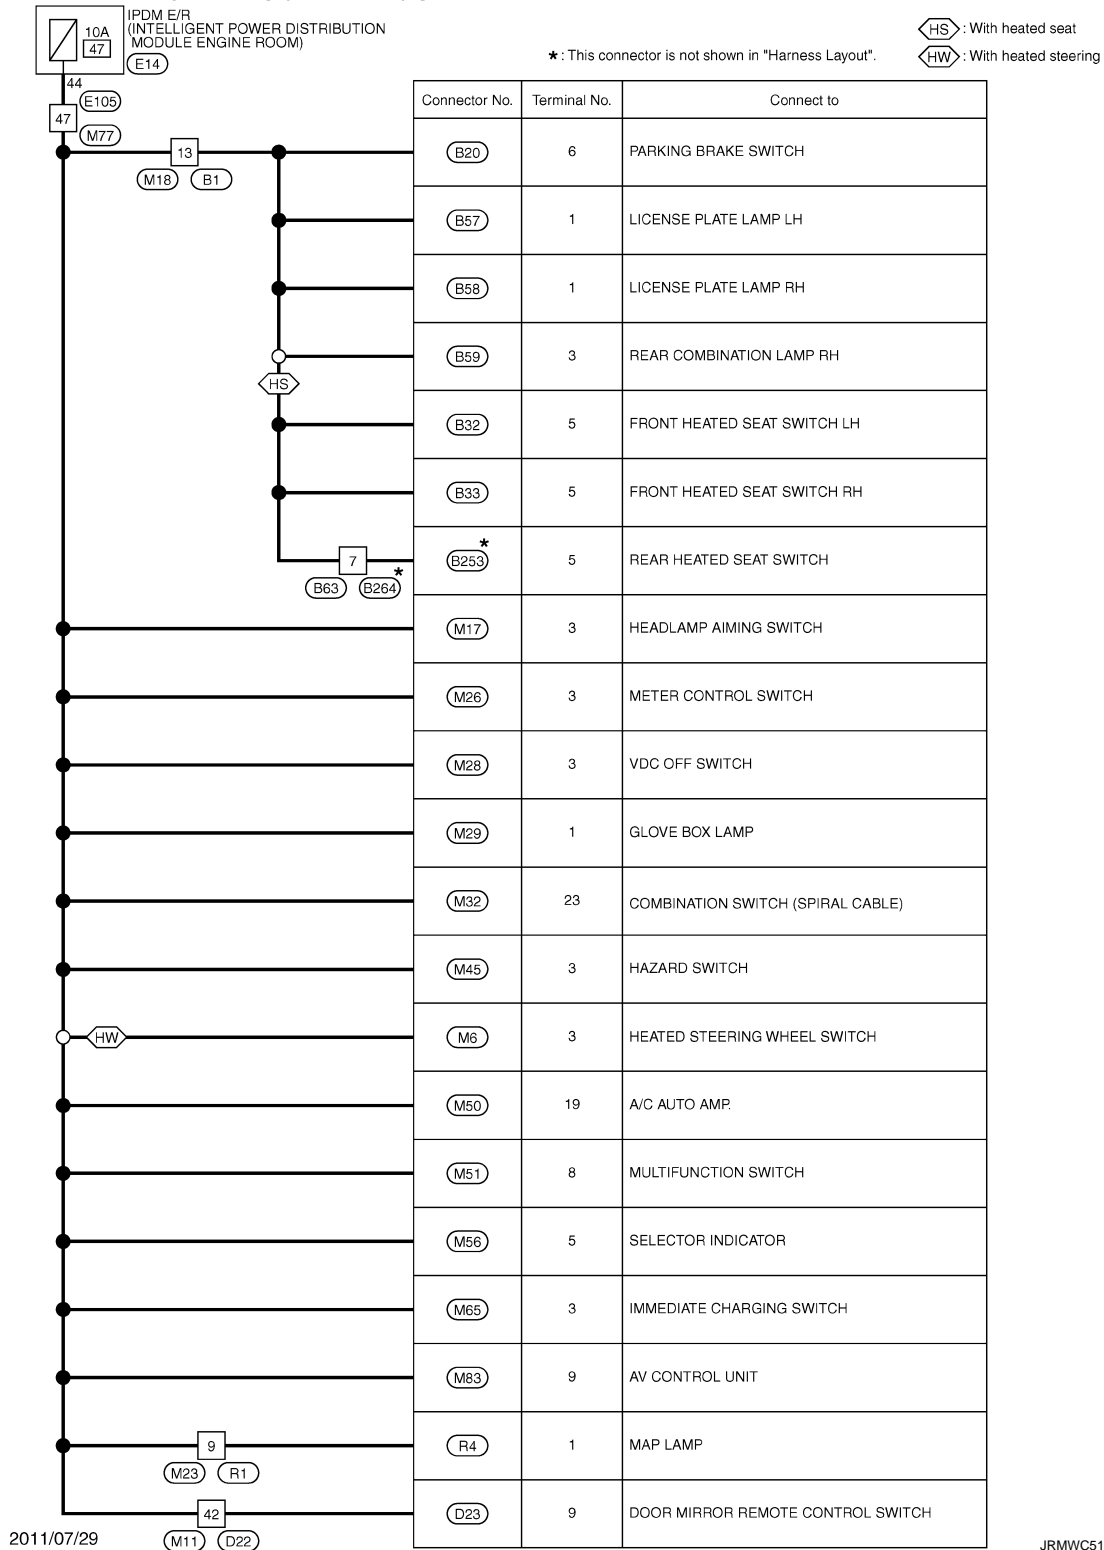 IPDM E/R
(INTELLIGENT POWER DISTRIBUTION
MODULE ENGINE ROOM)
10A
47
E14
HS : With heated seat
* : This connector is not shown in "Harness Layout".
HW : With heated steering
44
E105
47
M77
Connector No. Terminal No. Connect to
13
M18 B1
B20 6 PARKING BRAKE SWITCH
B57 1 LICENSE PLATE LAMP LH
B58 1 LICENSE PLATE LAMP RH
B59 3 REAR COMBINATION LAMP RH
HS
B32 5 FRONT HEATED SEAT SWITCH LH
B33 5 FRONT HEATED SEAT SWITCH RH
7
B63 B264 *
B253 * 5 REAR HEATED SEAT SWITCH
M17 3 HEADLAMP AIMING SWITCH
M26 3 METER CONTROL SWITCH
M28 3 VDC OFF SWITCH
M29 1 GLOVE BOX LAMP
M32 23 COMBINATION SWITCH (SPIRAL CABLE)
M45 3 HAZARD SWITCH
HW
M6 3 HEATED STEERING WHEEL SWITCH
M50 19 A/C AUTO AMP.
M51 8 MULTIFUNCTION SWITCH
M56 5 SELECTOR INDICATOR
M65 3 IMMEDIATE CHARGING SWITCH
M83 9 AV CONTROL UNIT
9
M23 R1
R4 1 MAP LAMP
42
M11 D22
D23 9 DOOR MIRROR REMOTE CONTROL SWITCH
2011/07/29
JRMWC51